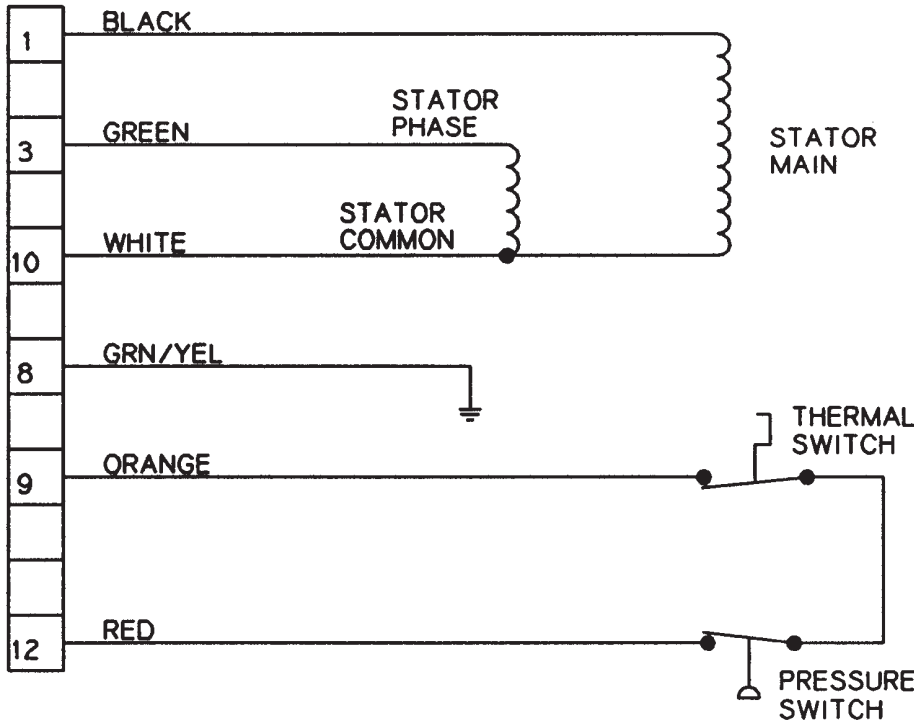 1 BLACK
STATOR
PHASE
3 GREEN
STATOR
MAIN
STATOR
COMMON
10 WHITE
8 GRN/YEL
THERMAL
SWITCH
9 ORANGE
12 RED
PRESSURE
SWITCH